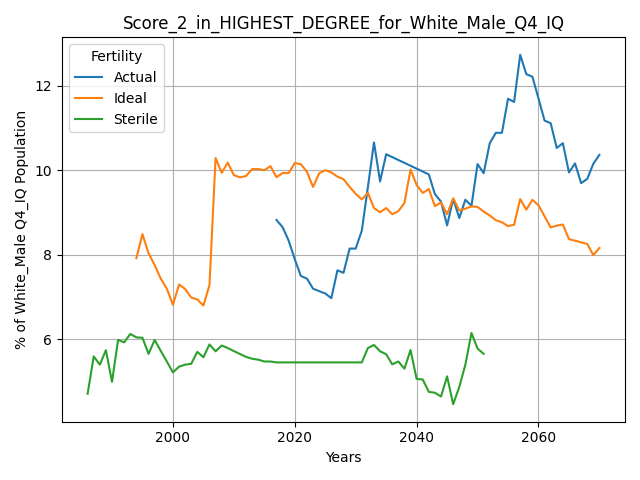 Score_2_in_HIGHEST_DEGREE_for_White_Male_Q4_IQ
Fertility
Actual
Ideal
Sterile
% of White_Male Q4_IQ Population
12
10
8
6
2000
2020
2040
2060
Years